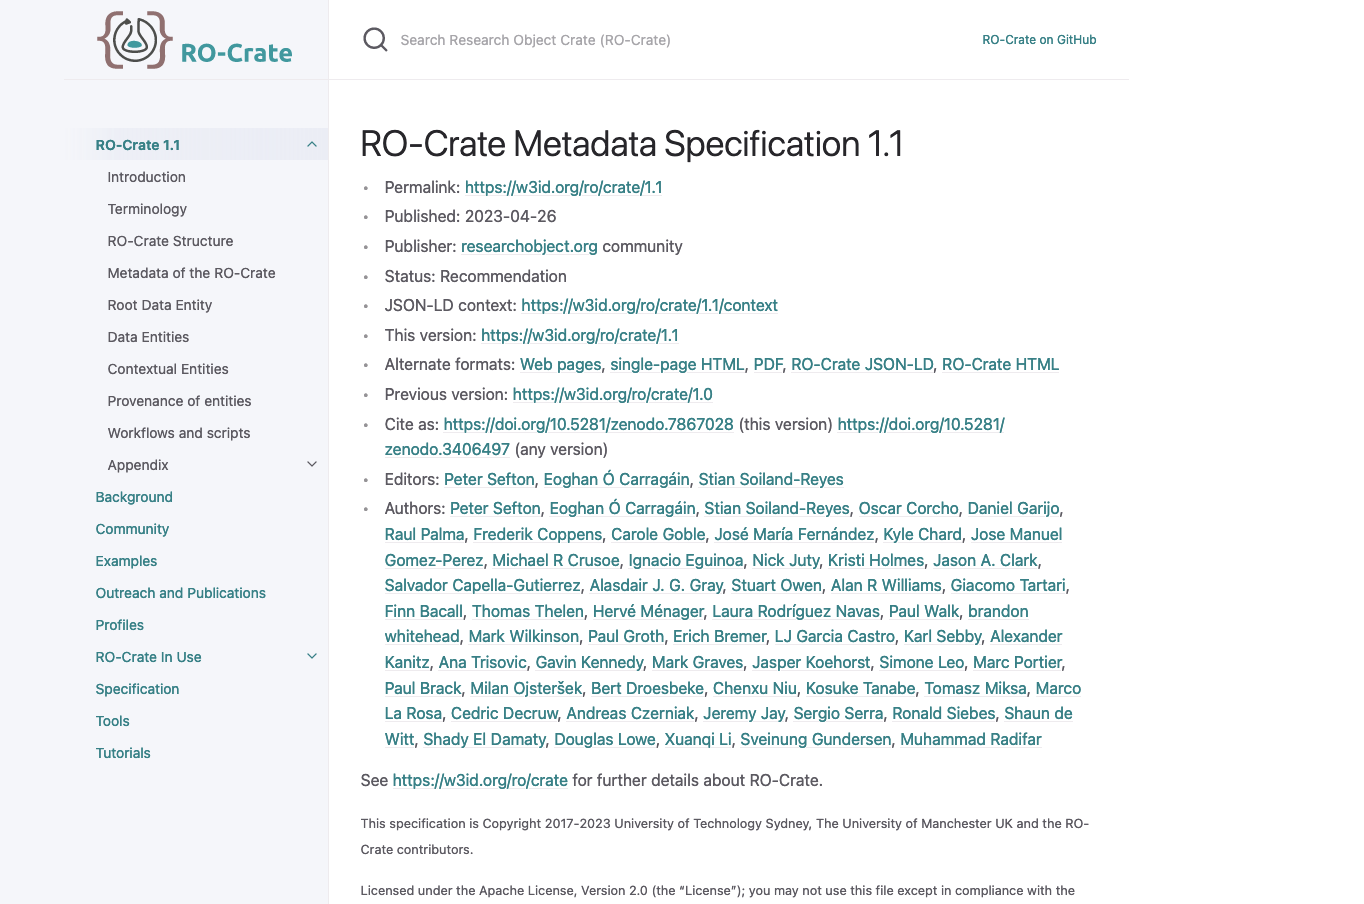 RO-Crate
Search Research Object Crate (RO-Crate)
RO-Crate on GitHub
RO-Crate 1.1
Introduction
Terminology
RO-Crate Structure
Metadata of the RO-Crate
Root Data Entity
Data Entities
Contextual Entities
Provenance of entities
Workflows and scripts
Appendix
Background
Community
Examples
Outreach and Publications
Profiles
RO-Crate In Use
Specification
Tools
Tutorials
RO-Crate Metadata Specification 1.1
• Permalink: https://w3id.org/ro/crate/1.1
• Published: 2023-04-26
• Publisher: researchobject.org community
• Status: Recommendation
• JSON-LD context: https://w3id.org/ro/crate/1.1/context
• This version: https://w3id.org/ro/crate/1.1
• Alternate formats: Web pages, single-page HTML, PDF, RO-Crate JSON-LD, RO-Crate HTML
• Previous version: https://w3id.org/ro/crate/1.0
• Cite as: https://doi.org/10.5281/zenodo.7867028 (this version) https://doi.org/10.5281/
zenodo.3406497 (any version)
• Editors: Peter Sefton, Eoghan Ó Carragáin, Stian Soiland-Reyes
• Authors: Peter Sefton, Eoghan Ó Carragáin, Stian Soiland-Reyes, Oscar Corcho, Daniel Garijo,
Raul Palma, Frederik Coppens, Carole Goble, José María Fernández, Kyle Chard, Jose Manuel
Gomez-Perez, Michael R Crusoe, Ignacio Eguinoa, Nick Juty, Kristi Holmes, Jason A. Clark,
Salvador Capella-Gutierrez, Alasdair J. G. Gray, Stuart Owen, Alan R Williams, Giacomo Tartari,
Finn Bacall, Thomas Thelen, Hervé Ménager, Laura Rodríguez Navas, Paul Walk, brandon
whitehead, Mark Wilkinson, Paul Groth, Erich Bremer, LJ Garcia Castro, Karl Sebby, Alexander
Kanitz, Ana Trisovic, Gavin Kennedy, Mark Graves, Jasper Koehorst, Simone Leo, Marc Portier,
Paul Brack, Milan Ojsteršek, Bert Droesbeke, Chenxu Niu, Kosuke Tanabe, Tomasz Miksa, Marco
La Rosa, Cedric Decruw, Andreas Czerniak, Jeremy Jay, Sergio Serra, Ronald Siebes, Shaun de
Witt, Shady El Damaty, Douglas Lowe, Xuanqi Li, Sveinung Gundersen, Muhammad Radifar
See https://w3id.org/ro/crate for further details about RO-Crate.
This specification is Copyright 2017-2023 University of Technology Sydney, The University of Manchester UK and the RO-
Crate contributors.
Licensed under the Apache License, Version 2.0 (the “License”); you may not use this file except in compliance with the